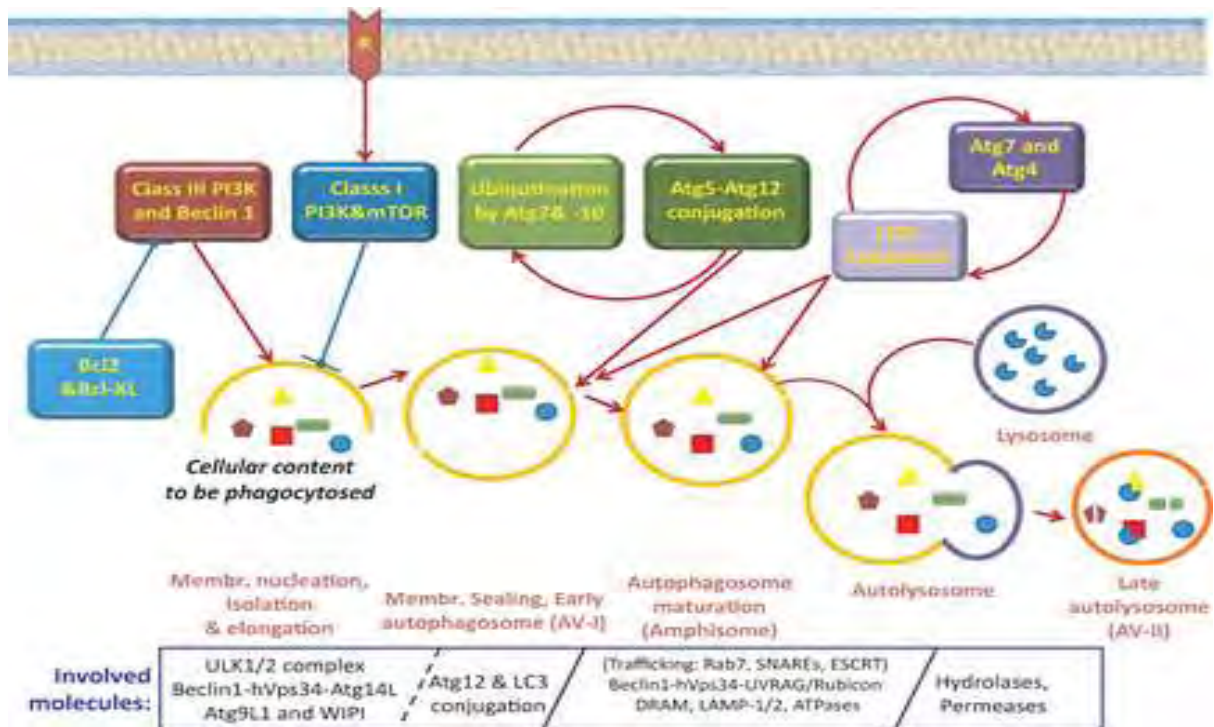 R
Class III PI3K
and Beclin 1
Classs I
PI3K&mTOR
Ubiquitination
by Atg7& -10
Atg5-Atg12
conjugation
Atg7 and
Atg4
Bcl2
&Bcl-XL
Lysosome
Cellular content
to be phagocytosed
Membr. nucleation,
Isolation
& elongation
Membr. Sealing, Early
autophagosome (AV-I)
Autophagosome
maturation
(Amphisome)
Autolysosome
Late
autolysosome
(AV-II)
Involved
molecules:
ULK1/2 complex
Beclin1-hVps34-Atg14L
Atg9L1 and WIPI
Atg12 & LC3
conjugation
(Trafficking: Rab7, SNAREs, ESCRT)
Beclin1-hVps34-UVRAG/Rubicon
DRAM, LAMP-1/2, ATPases
Hydrolases,
Permeases